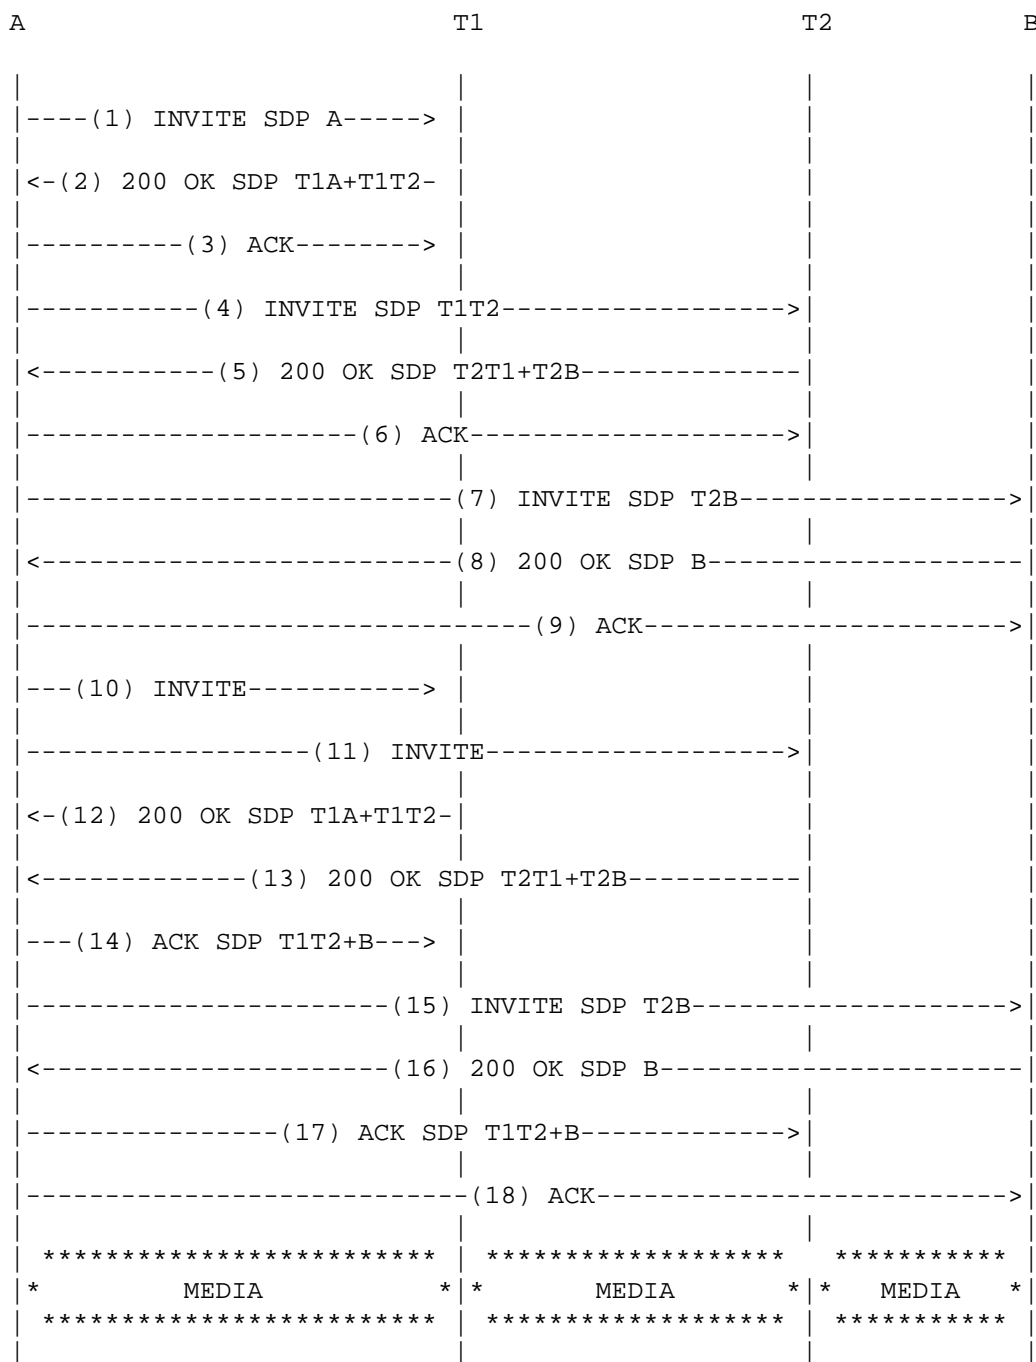 A T1 T2 B
----(1) INVITE SDP A----->
<-(2) 200 OK SDP T1A+T1T2-
----------(3) ACK-------->
-----------(4) INVITE SDP T1T2------------------>
<-----------(5) 200 OK SDP T2T1+T2B--------------
---------------------(6) ACK-------------------->
---------------------------(7) INVITE SDP T2B----------------->
<--------------------------(8) 200 OK SDP B--------------------
--------------------------------(9) ACK----------------------->
---(10) INVITE----------->
------------------(11) INVITE------------------->
<-(12) 200 OK SDP T1A+T1T2-
<-------------(13) 200 OK SDP T2T1+T2B-----------
---(14) ACK SDP T1T2+B--->
-----------------------(15) INVITE SDP T2B-------------------->
<----------------------(16) 200 OK SDP B-----------------------
----------------(17) ACK SDP T1T2+B------------->
----------------------------(18) ACK-------------------------->
************************* ******************* ***********
* MEDIA * * MEDIA * * MEDIA *
************************* ******************* ***********